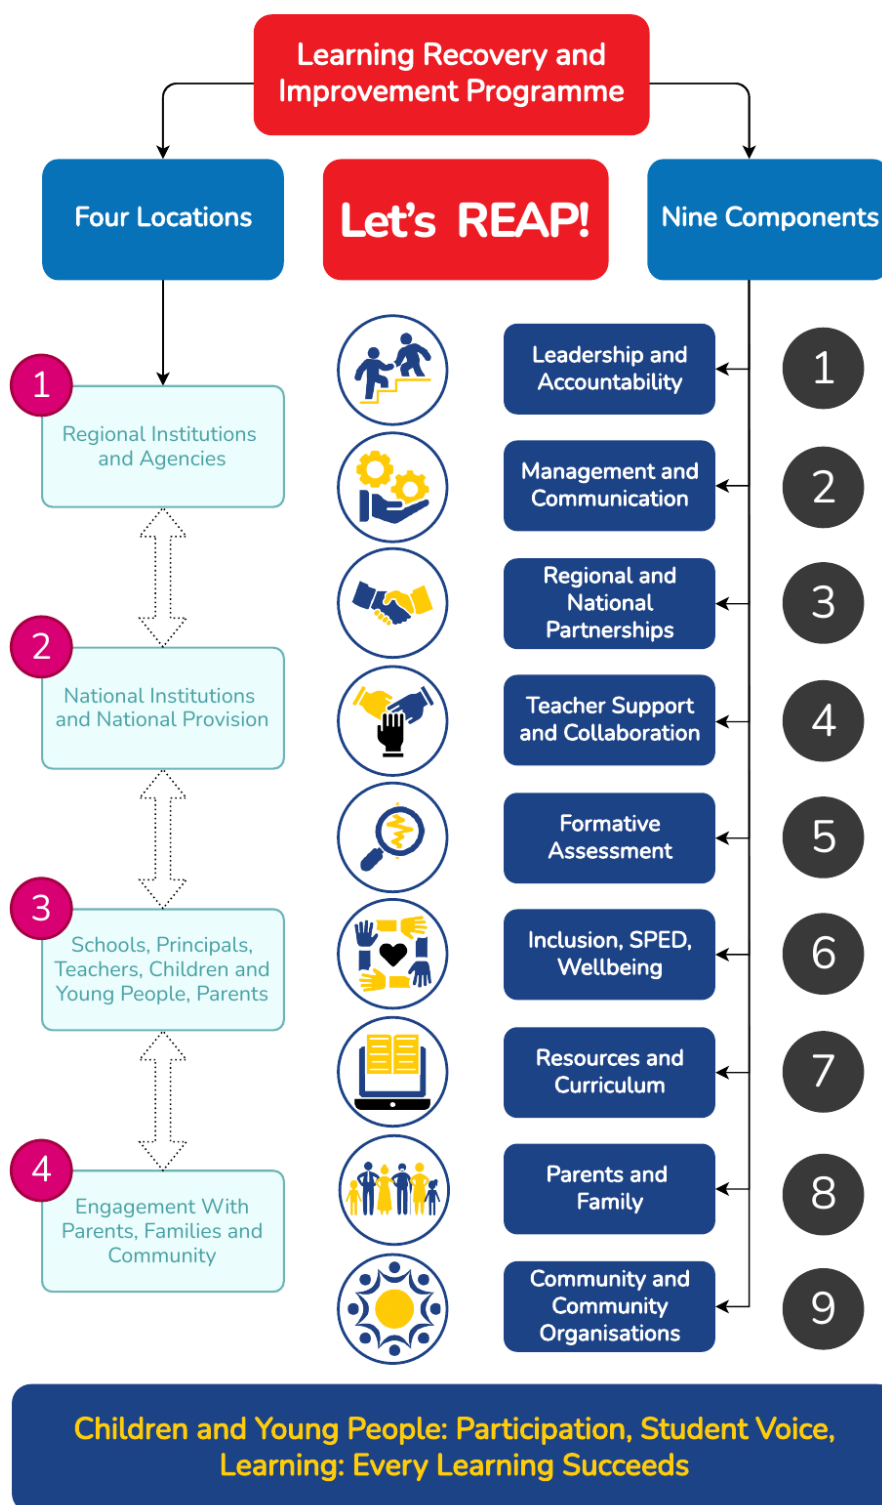 Learning Recovery and
Improvement Programme
Four Locations
Let's REAP!
Nine Components
1
Regional Institutions
and Agencies
2
National Institutions
and National Provision
3
Schools, Principals,
Teachers, Children and
Young People, Parents
4
Engagement With
Parents, Families and
Community
Leadership and
Accountability
1
Management and
Communication
2
Regional and
National
Partnerships
3
Teacher Support
and Collaboration
4
Formative
Assessment
5
Inclusion, SPED,
Wellbeing
6
Resources and
Curriculum
7
Parents and
Family
8
Community and
Community
Organisations
9
Children and Young People: Participation, Student Voice,
Learning: Every Learning Succeeds